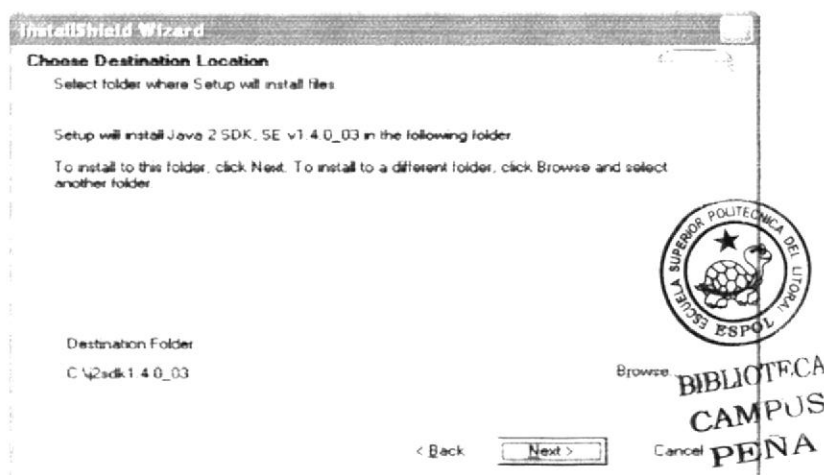 InstallShield Wizard
Choose Destination Location
Select folder where Setup will install files.
Setup will install Java 2 SDK, SE v1.4.0_03 in the following folder.
To install to this folder, click Next. To install to a different folder, click Browse and select
another folder.
ESCUELA SUPERIOR POLITECNICA DEL LITORAL
ESPOL
Destination Folder
C:\j2sdk1.4.0_03
Browse...
BIBLIOTECA
CAMPUS
< Back
Next >
Cancel
PEÑA